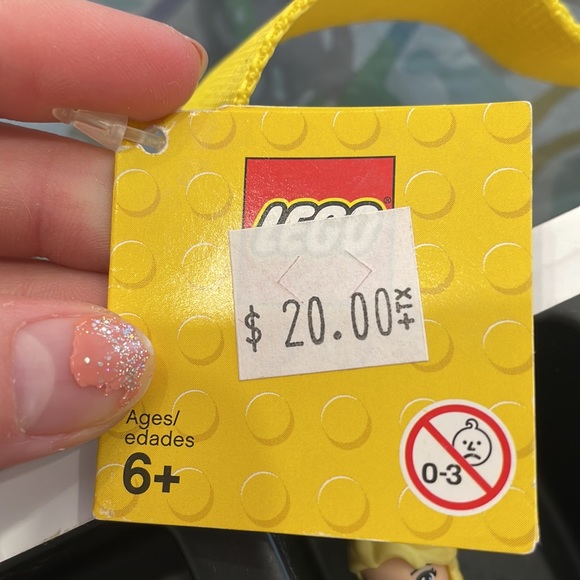 LEGO
$ 20.00+TX
Ages/
edades
6+
0-3